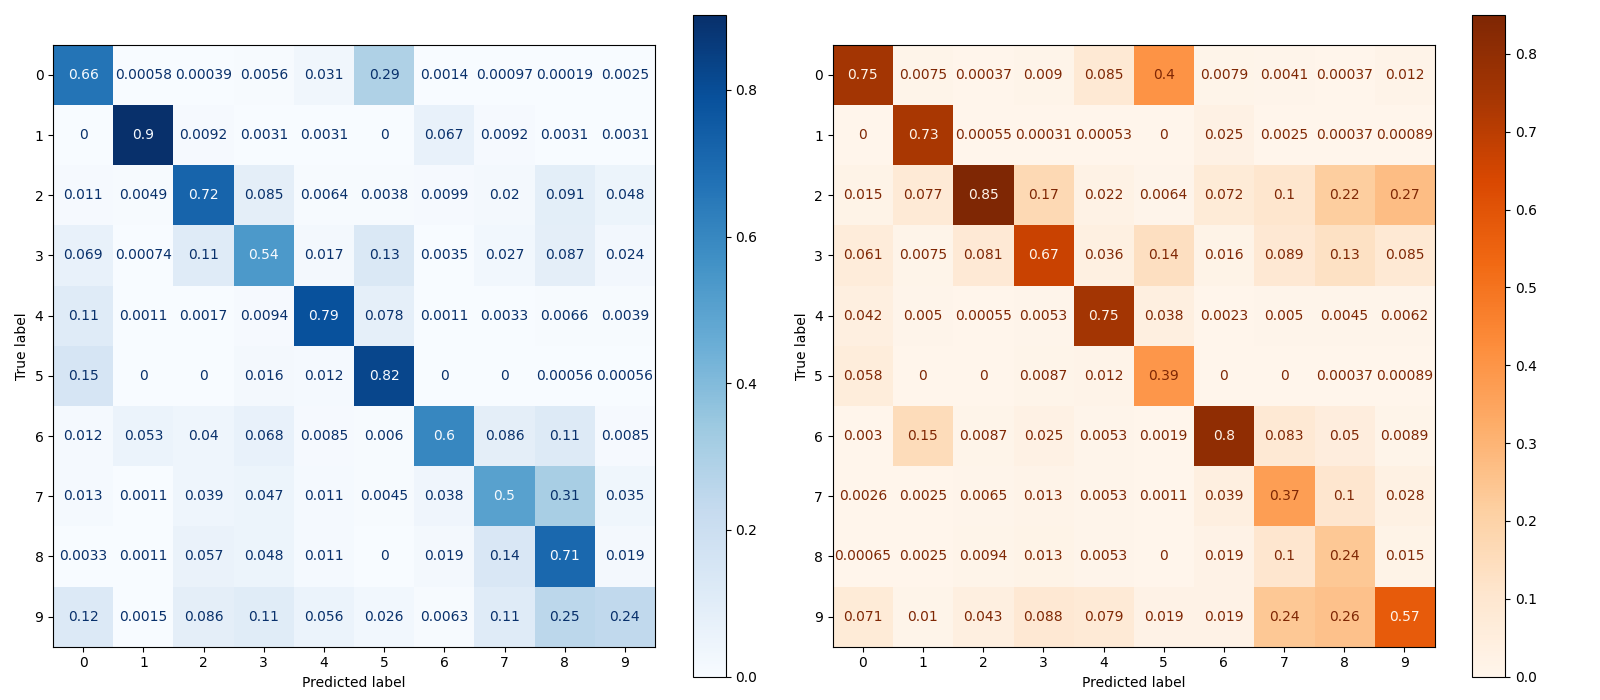 0 0.66 0.00058 0.00039 0.0056 0.031 0.29 0.0014 0.00097 0.00019 0.0025
1 0 0.9 0.0092 0.0031 0.0031 0 0.067 0.0092 0.0031 0.0031
2 0.011 0.0049 0.72 0.085 0.0064 0.0038 0.0099 0.02 0.091 0.048
3 0.069 0.00074 0.11 0.54 0.017 0.13 0.0035 0.027 0.087 0.024
4 0.11 0.0011 0.0017 0.0094 0.79 0.078 0.0011 0.0033 0.0066 0.0039
5 0.15 0 0 0.016 0.012 0.82 0 0 0.00056 0.00056
6 0.012 0.053 0.04 0.068 0.0085 0.006 0.6 0.086 0.11 0.0085
7 0.013 0.0011 0.039 0.047 0.011 0.0045 0.038 0.5 0.31 0.035
8 0.0033 0.0011 0.057 0.048 0.011 0 0.019 0.14 0.71 0.019
9 0.12 0.0015 0.086 0.11 0.056 0.026 0.0063 0.11 0.25 0.24
0 1 2 3 4 5 6 7 8 9
True label
Predicted label
0.8
0.6
0.4
0.2
0.0
0 0.75 0.0075 0.00037 0.009 0.085 0.4 0.0079 0.0041 0.00037 0.012
1 0 0.73 0.00055 0.00031 0.00053 0 0.025 0.0025 0.00037 0.00089
2 0.015 0.077 0.85 0.17 0.022 0.0064 0.072 0.1 0.22 0.27
3 0.061 0.0075 0.081 0.67 0.036 0.14 0.016 0.089 0.13 0.085
4 0.042 0.005 0.00055 0.0053 0.75 0.038 0.0023 0.005 0.0045 0.0062
5 0.058 0 0 0.0087 0.012 0.39 0 0 0.00037 0.00089
6 0.003 0.15 0.0087 0.025 0.0053 0.0019 0.8 0.083 0.05 0.0089
7 0.0026 0.0025 0.0065 0.013 0.0053 0.0011 0.039 0.37 0.1 0.028
8 0.00065 0.0025 0.0094 0.013 0.0053 0 0.019 0.1 0.24 0.015
9 0.071 0.01 0.043 0.088 0.079 0.019 0.019 0.24 0.26 0.57
0 1 2 3 4 5 6 7 8 9
True label
Predicted label
0.8
0.7
0.6
0.5
0.4
0.3
0.2
0.1
0.0